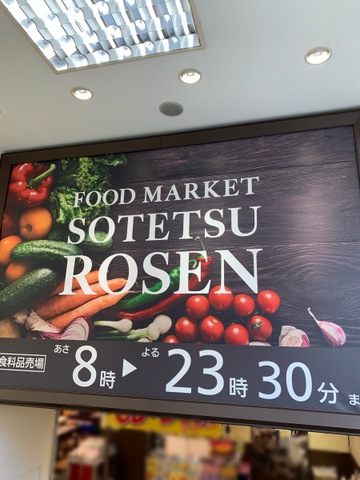 FOOD MARKET
SOTETSU
ROSEN
食料品売場 あさ 8時 ▶ よる 23時30分 ま